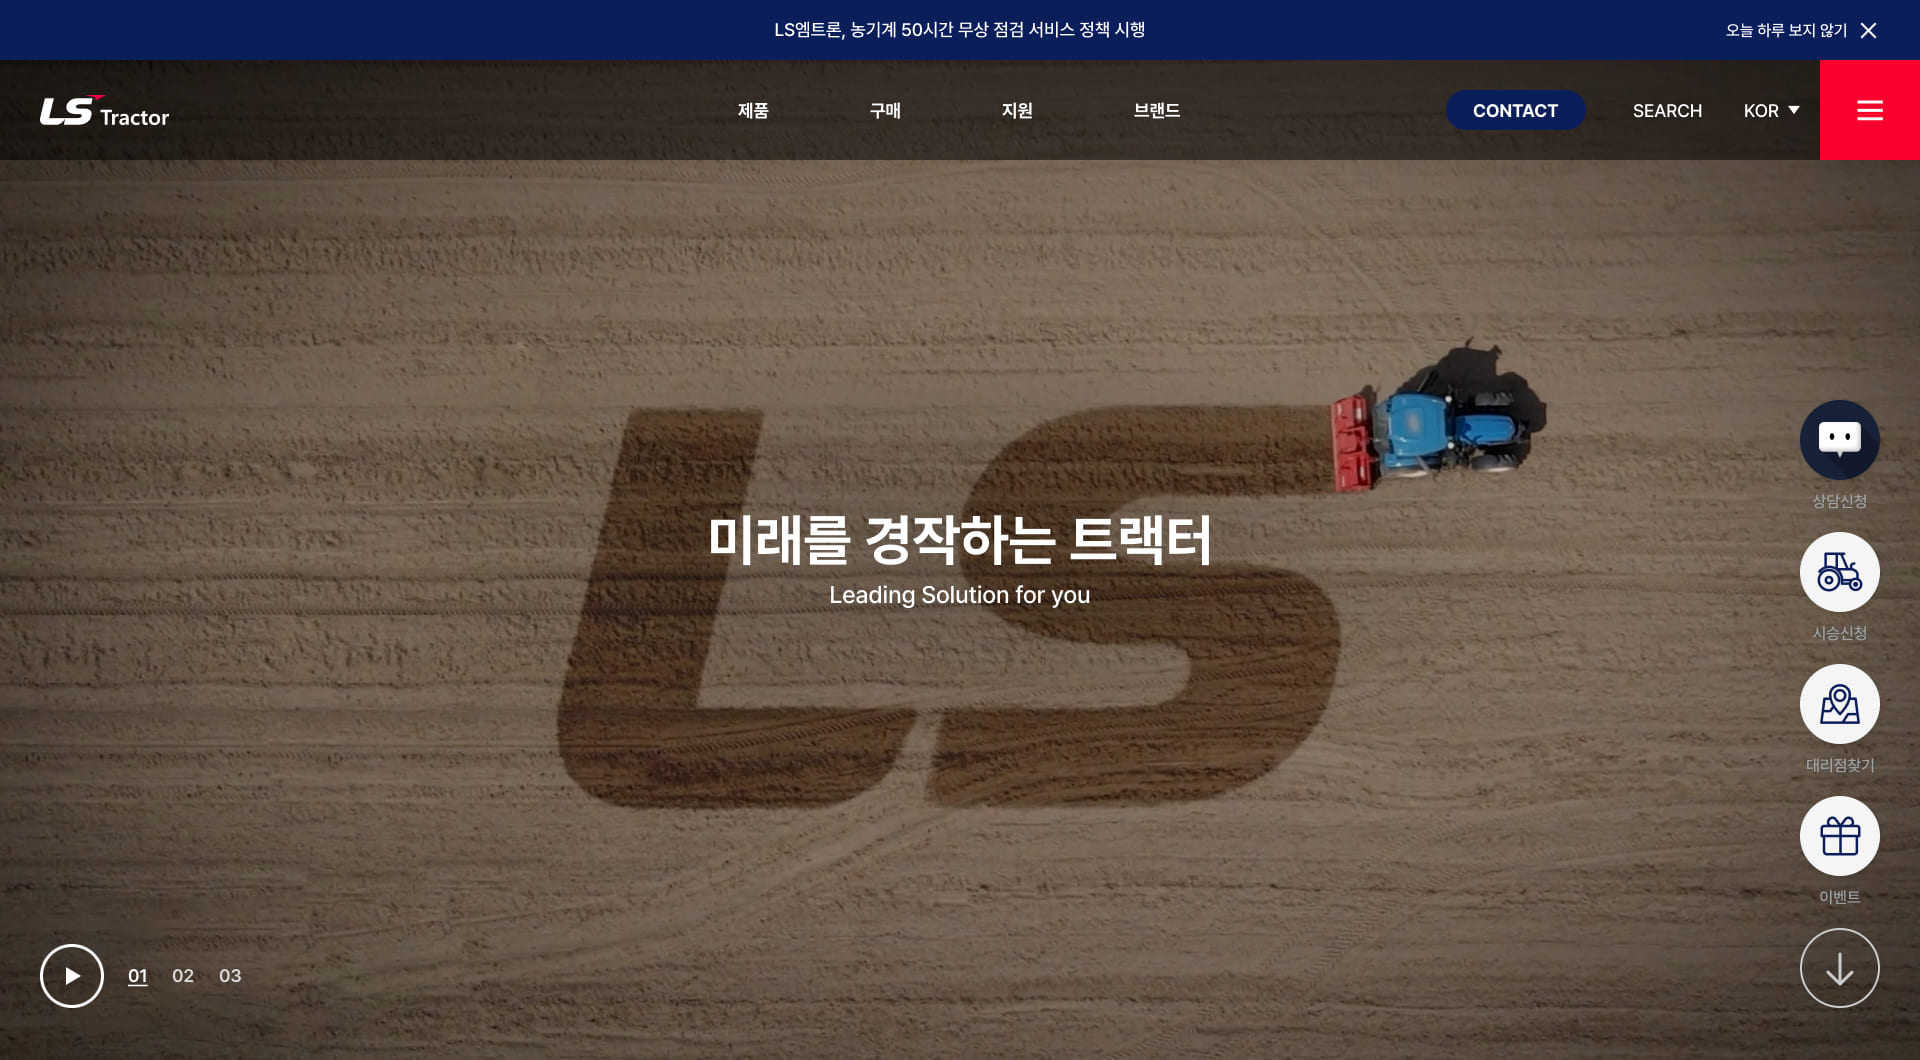 LS엠트론, 농기계 50시간 무상 점검 서비스 정책 시행
오늘 하루 보지 않기
LS Tractor
제품
구매
지원
브랜드
CONTACT
SEARCH
KOR
LS
미래를 경작하는 트랙터
Leading Solution for you
상담신청
시승신청
대리점찾기
이벤트
01
02
03